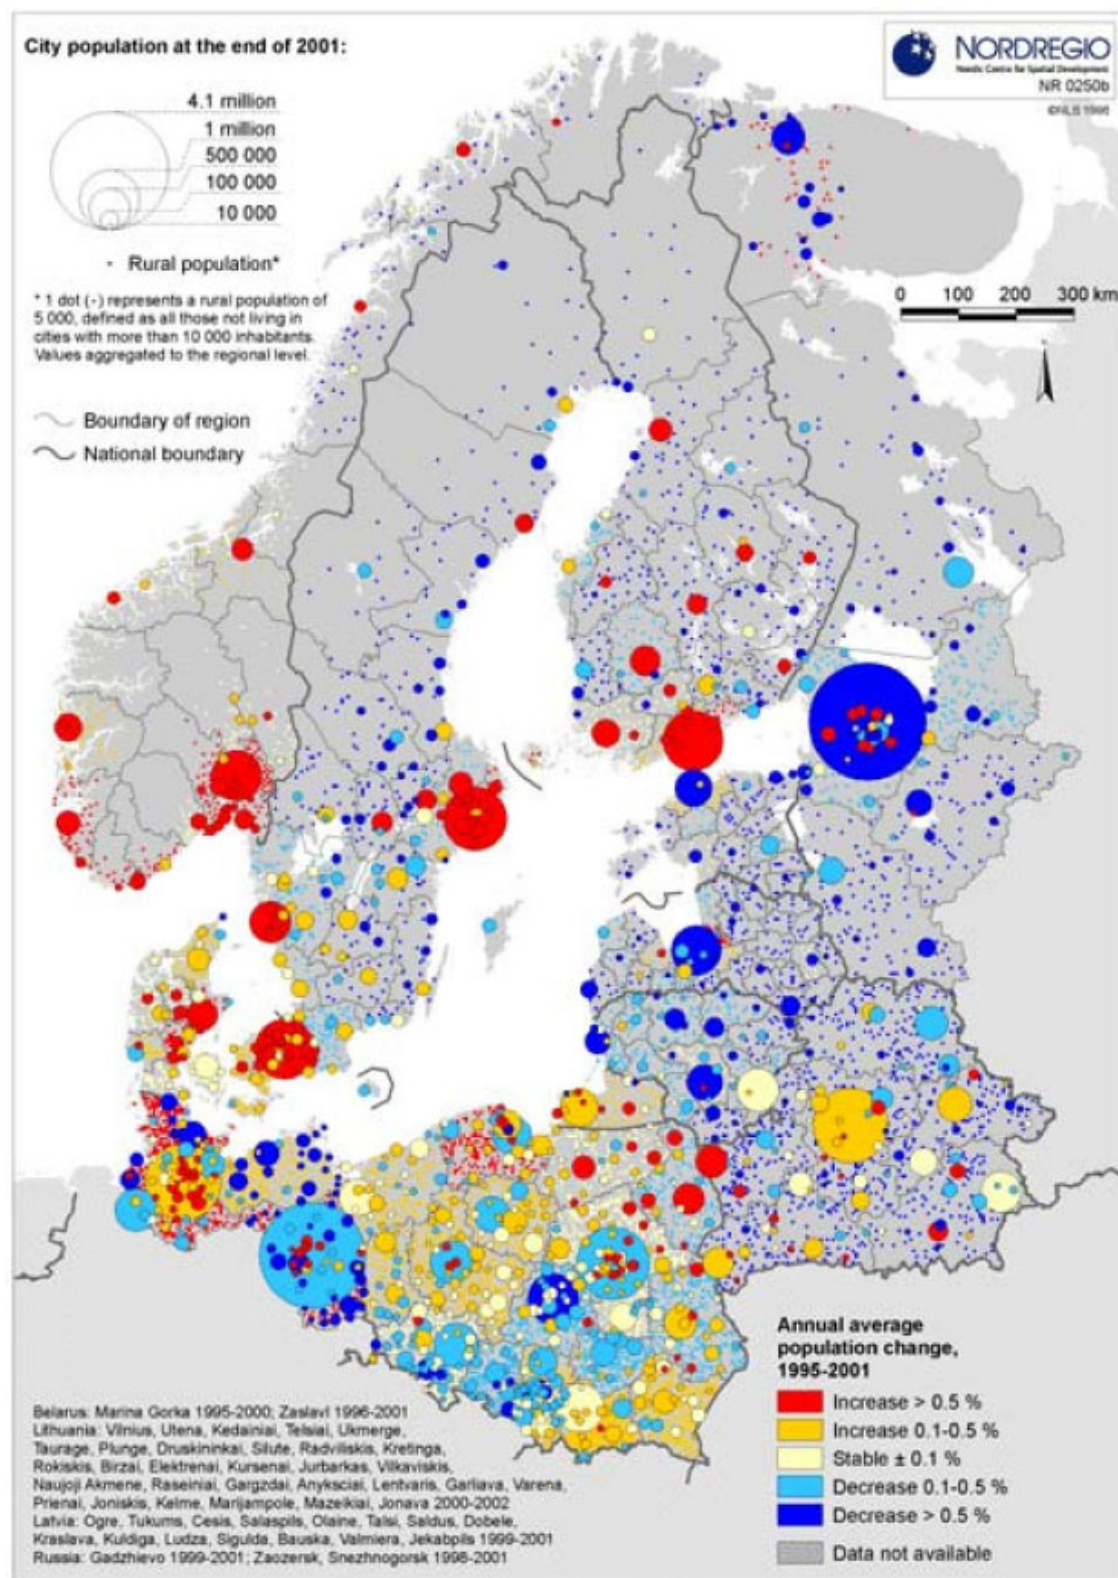 City population at the end of 2001:
4.1 million
1 million
500 000
100 000
10 000
Rural population*
* 1 dot (-) represents a rural population of
5 000, defined as all those not living in
cities with more than 10 000 inhabitants.
Values aggregated to the regional level.
Boundary of region
National boundary
NORDREGIO
Nordic Centre for Spatial Development
NR 0250b
©NLS 1996
0 100 200 300 km
Annual average
population change,
1995-2001
Increase > 0.5 %
Increase 0.1-0.5 %
Stable ± 0.1 %
Decrease 0.1-0.5 %
Decrease > 0.5 %
Data not available
Belarus: Marina Gorka 1995-2000; Zaslavl 1996-2001
Lithuania: Vilnius, Utena, Kedainiai, Telsiai, Ukmerge,
Taurage, Plunge, Druskininkai, Silute, Radviliskis, Kretinga,
Rokiskis, Birzai, Elektrenai, Kursenai, Jurbarkas, Vilkaviskis,
Naujoji Akmene, Raseiniai, Gargzdai, Anyksciai, Lentvaris, Garliava, Varena,
Prienai, Joniskis, Kelme, Marijampole, Mazeikiai, Jonava 2000-2002
Latvia: Ogre, Tukums, Cesis, Salaspils, Olaine, Talsi, Saldus, Dobele,
Kraslava, Kuldiga, Ludza, Sigulda, Bauska, Valmiera, Jekabpils 1999-2001
Russia: Gadzhievo 1999-2001; Zaozersk, Snezhnogorsk 1998-2001